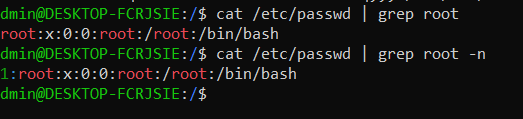 dmin@DESKTOP-FCRJSIE:/$ cat /etc/passwd | grep root
root:x:0:0:root:/root:/bin/bash
dmin@DESKTOP-FCRJSIE:/$ cat /etc/passwd | grep root -n
1:root:x:0:0:root:/root:/bin/bash
dmin@DESKTOP-FCRJSIE:/$